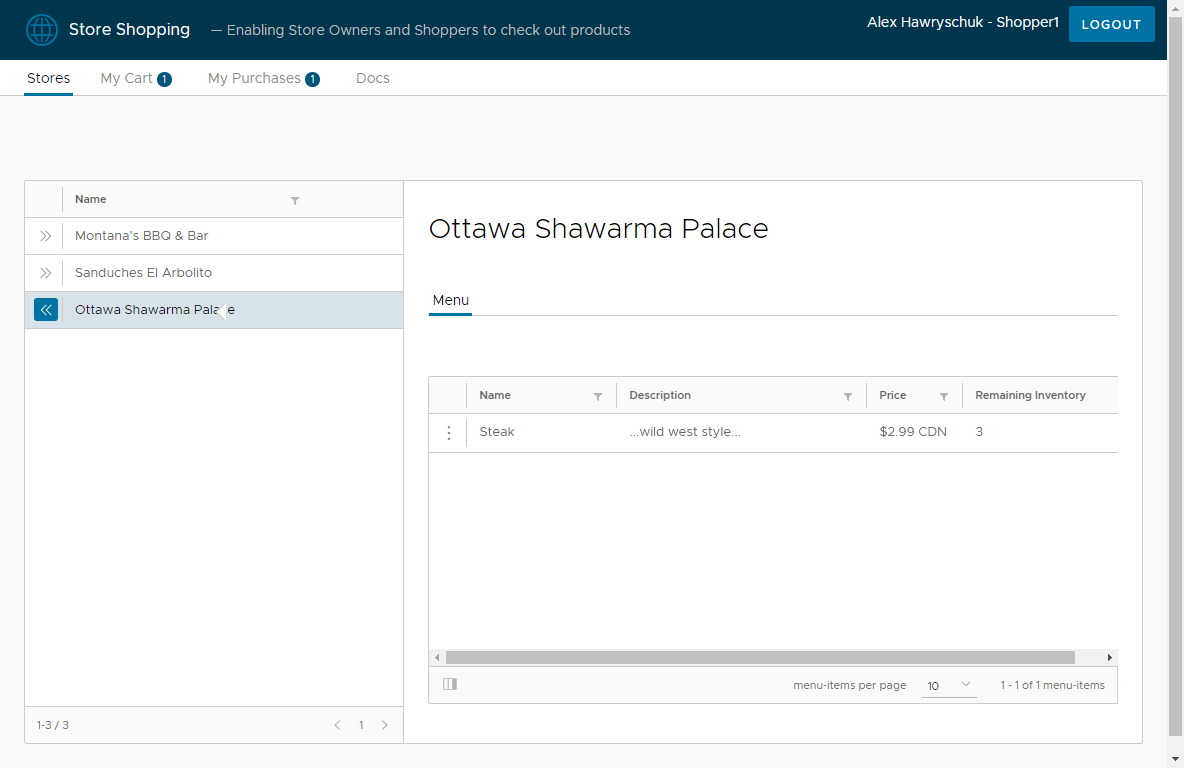 Store Shopping — Enabling Store Owners and Shoppers to check out products Alex Hawryschuk - Shopper1 LOGOUT
Stores My Cart 1 My Purchases 1 Docs
Name
Montana's BBQ & Bar
Sanduches El Arbolito
Ottawa Shawarma Palace
1-3 / 3 1
Ottawa Shawarma Palace
Menu
Name Description Price Remaining Inventory
Steak ...wild west style... $2.99 CDN 3
menu-items per page 10 1 - 1 of 1 menu-items